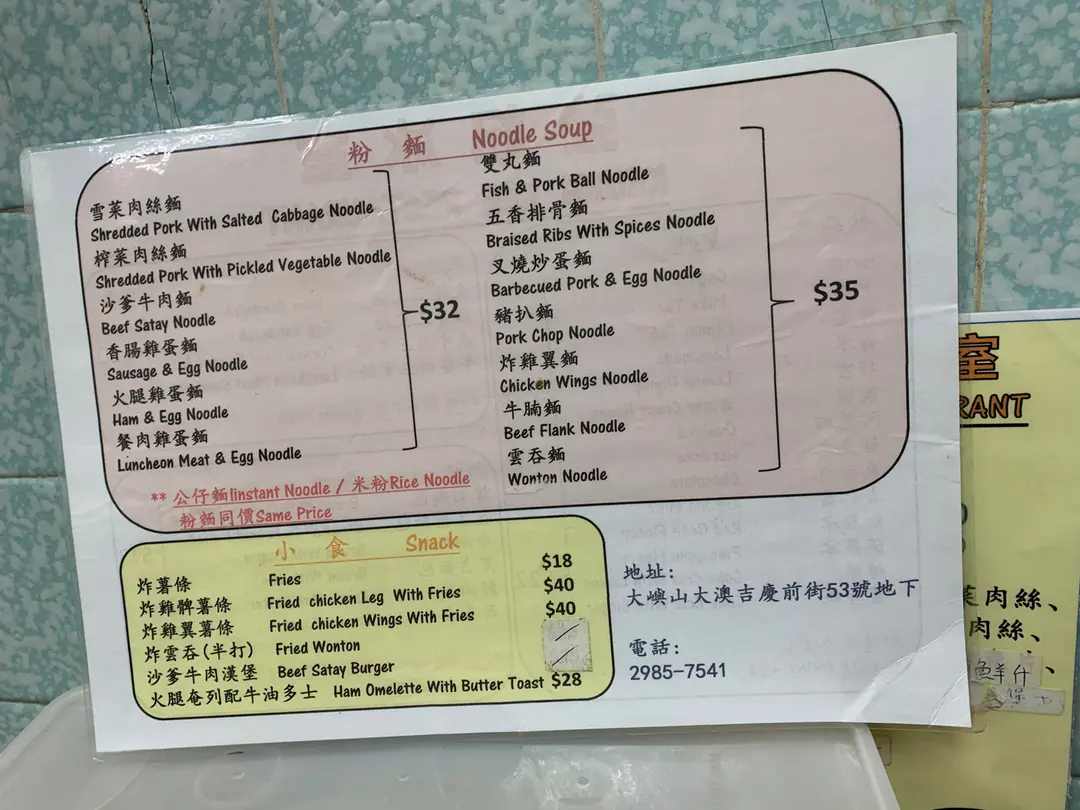 粉 麵 Noodle Soup
雪菜肉絲麵
Shredded Pork With Salted Cabbage Noodle
榨菜肉絲麵
Shredded Pork With Pickled Vegetable Noodle
沙爹牛肉麵
Beef Satay Noodle
香腸雞蛋麵
Sausage & Egg Noodle
火腿雞蛋麵
Ham & Egg Noodle
餐肉雞蛋麵
Luncheon Meat & Egg Noodle
$32
雙丸麵
Fish & Pork Ball Noodle
五香排骨麵
Braised Ribs With Spices Noodle
叉燒炒蛋麵
Barbecued Pork & Egg Noodle
豬扒麵
Pork Chop Noodle
炸雞翼麵
Chicken Wings Noodle
牛腩麵
Beef Flank Noodle
雲吞麵
Wonton Noodle
$35
** 公仔麵Iinstant Noodle / 米粉Rice Noodle
粉麵同價Same Price
小 食 Snack
炸薯條 Fries $18
炸雞髀薯條 Fried chicken Leg With Fries $40
炸雞翼薯條 Fried chicken Wings With Fries $40
炸雲吞(半打) Fried Wonton
沙爹牛肉漢堡 Beef Satay Burger
火腿奄列配牛油多士 Ham Omelette With Butter Toast $28
地址:
大嶼山大澳吉慶前街53號地下
電話:
2985-7541
室
RANT
肉絲、
肉絲、